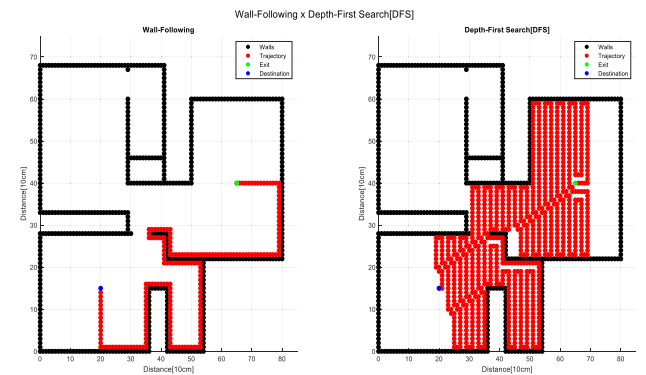 Wall-Following x Depth-First Search[DFS]
Wall-Following
Walls
Trajectory
Exit
Destination
70
60
50
40
30
20
10
0
0 10 20 30 40 50 60 70 80
Distance[10cm]
Distance[10cm]
Depth-First Search[DFS]
Walls
Trajectory
Exit
Destination
70
60
50
40
30
20
10
0
0 10 20 30 40 50 60 70 80
Distance[10cm]
Distance[10cm]